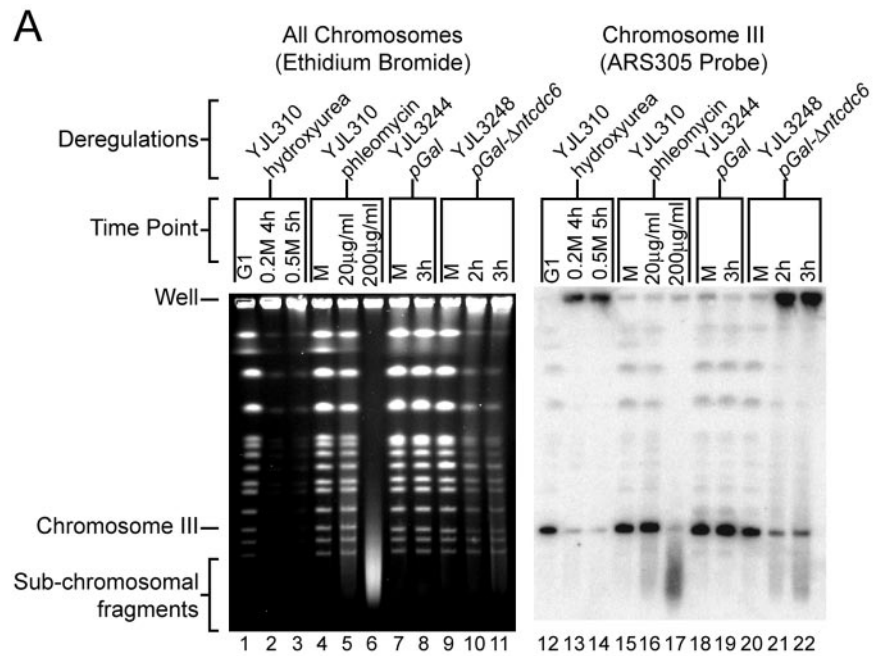 A
All Chromosomes
(Ethidium Bromide)
Chromosome III
(ARS305 Probe)
Deregulations
YJL310
hydroxyurea
YJL310
phleomycin
YJL3244
pGal
YJL3248
pGal-Δntcdc6
YJL310
hydroxyurea
YJL310
phleomycin
YJL3244
pGal
YJL3248
pGal-Δntcdc6
Time Point
G1
0.2M 4h
0.5M 5h
M
20µg/ml
200µg/ml
M
3h
M
2h
3h
G1
0.2M 4h
0.5M 5h
M
20µg/ml
200µg/ml
M
3h
M
2h
3h
Well
Chromosome III
Sub-chromosomal
fragments
1 2 3 4 5 6 7 8 9 10 11
12 13 14 15 16 17 18 19 20 21 22